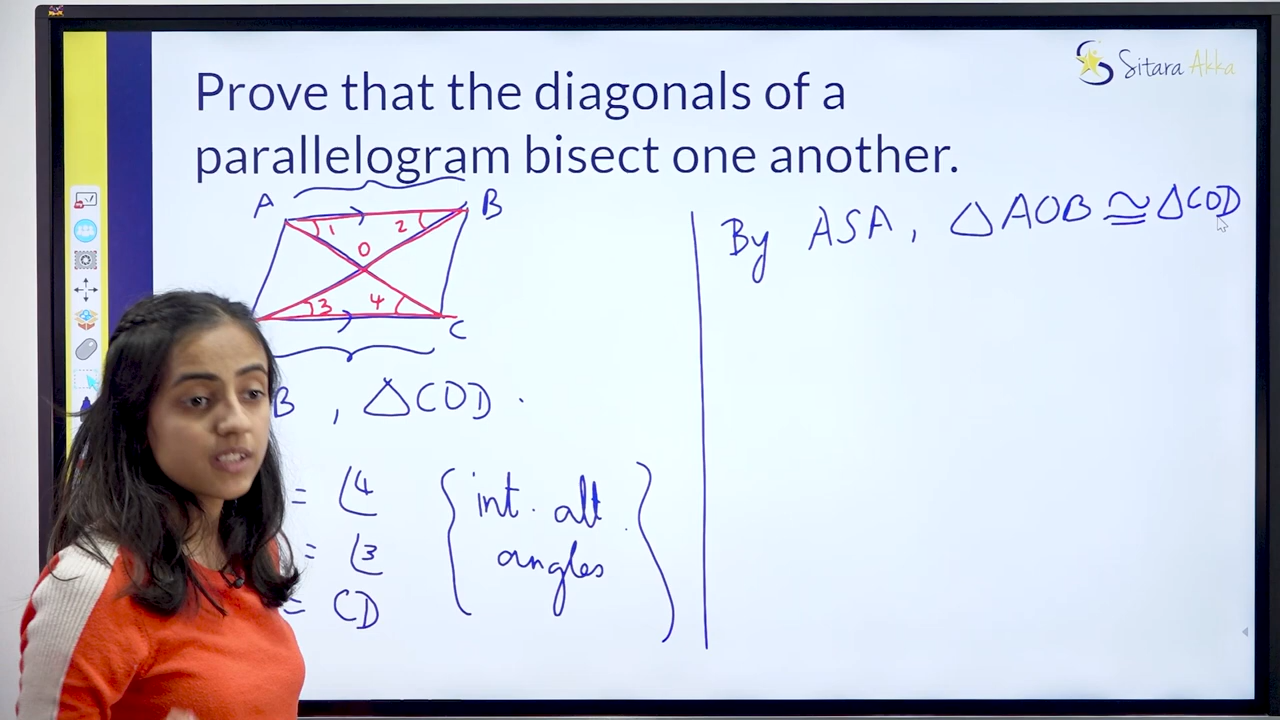 Sitara Akka
Prove that the diagonals of a
parallelogram bisect one another.
A B
1 2
O
3 4
C
B , △COD .
= ∠4
= ∠3
= CD
int. alt.
angles
By ASA, △AOB ≅ △COD